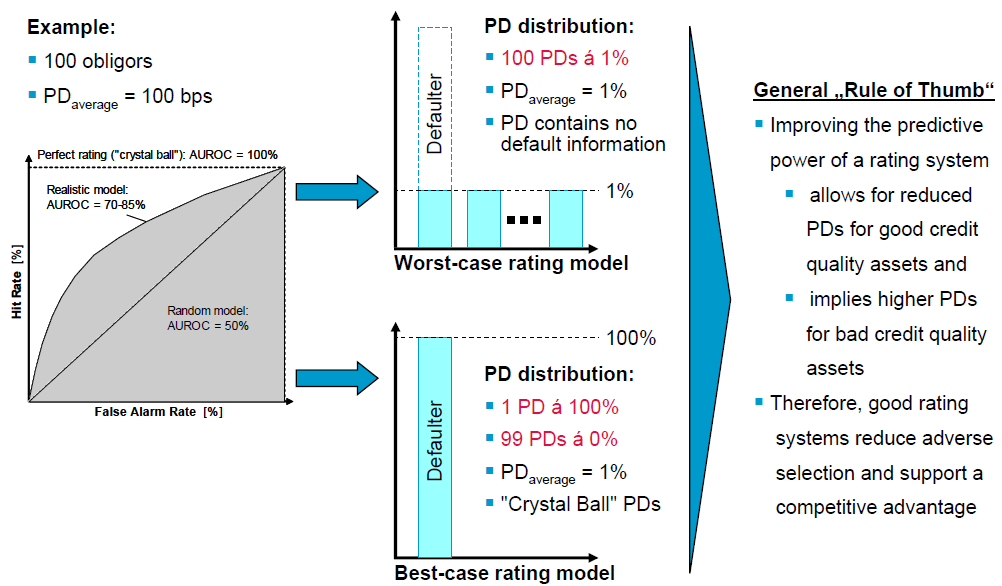 Example:
100 obligors
PDaverage = 100 bps
Perfect rating ("crystal ball"): AUROC = 100%
Realistic model:
AUROC = 70-85%
Random model:
AUROC = 50%
Hit Rate [%]
False Alarm Rate [%]
PD distribution:
100 PDs á 1%
PDaverage = 1%
PD contains no
default information
Defaulter
1%
Worst-case rating model
100%
PD distribution:
1 PD á 100%
99 PDs á 0%
PDaverage = 1%
"Crystal Ball" PDs
Defaulter
Best-case rating model
General „Rule of Thumb“
Improving the predictive
power of a rating system
allows for reduced
PDs for good credit
quality assets and
implies higher PDs
for bad credit quality
assets
Therefore, good rating
systems reduce adverse
selection and support a
competitive advantage